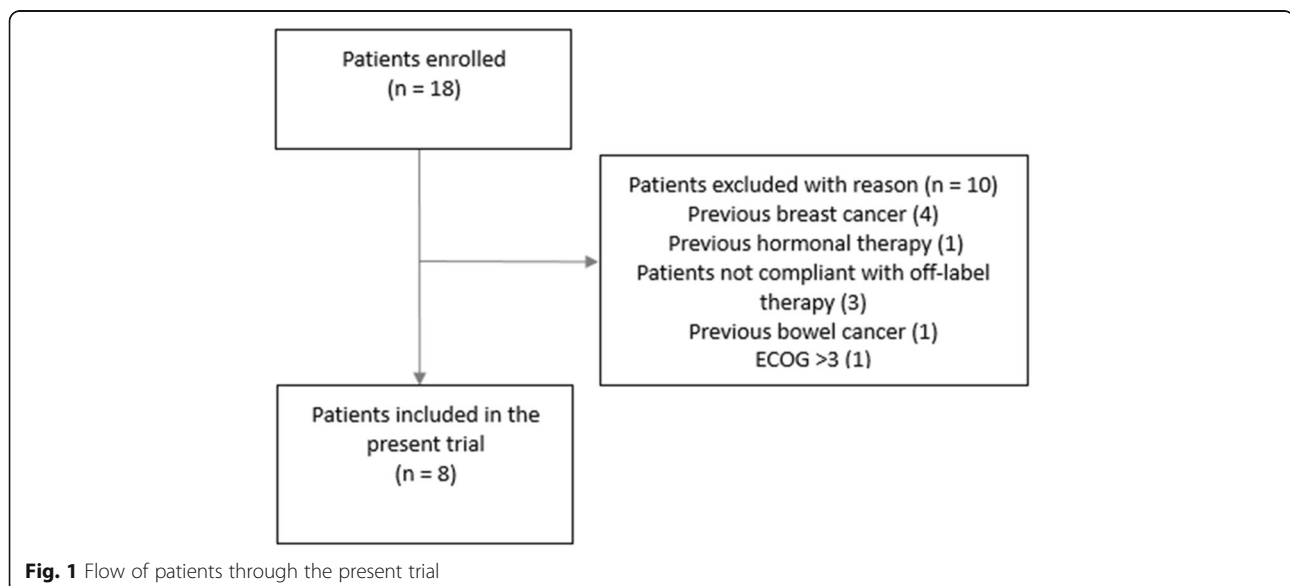 Patients enrolled
(n = 18)
Patients excluded with reason (n = 10)
Previous breast cancer (4)
Previous hormonal therapy (1)
Patients not compliant with off-label
therapy (3)
Previous bowel cancer (1)
ECOG >3 (1)
Patients included in the
present trial
(n = 8)
Fig. 1 Flow of patients through the present trial